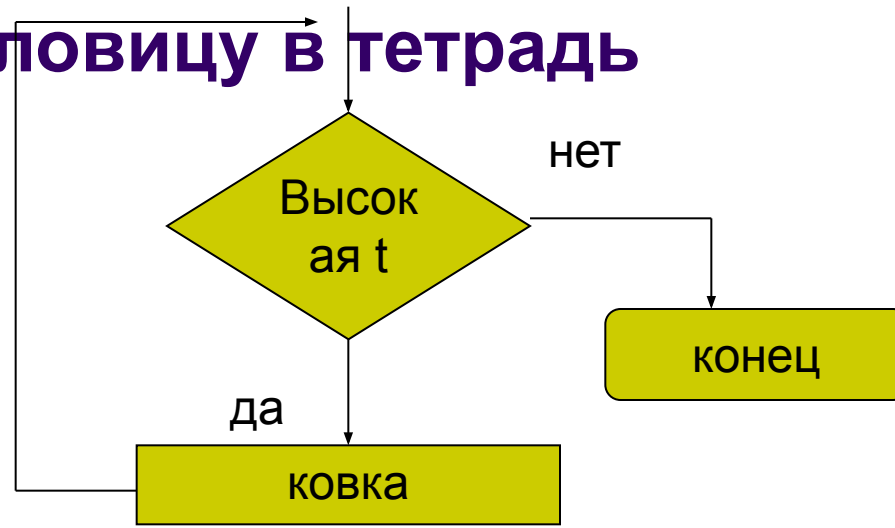 ловицу в тетрадь
нет
Высок
ая t
конец
да
ковка